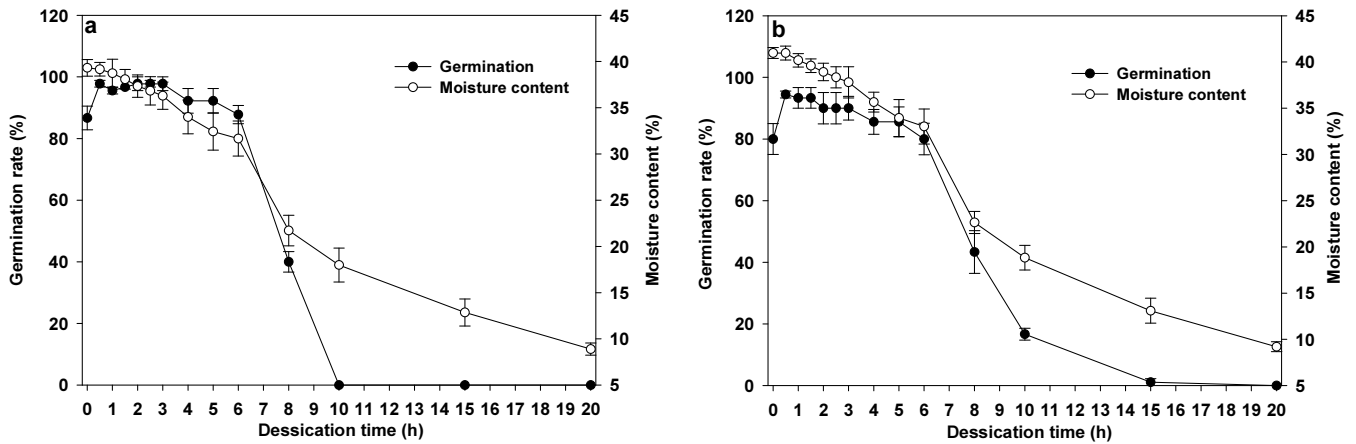 a
120
100
80
60
40
20
0
Germination rate (%)
Germination
Moisture content
45
40
35
30
25
20
15
10
5
Moisture content (%)
0 1 2 3 4 5 6 7 8 9 10 11 12 13 14 15 16 17 18 19 20
Dessication time (h)
b
120
100
80
60
40
20
0
Germination rate (%)
Germination
Moisture content
45
40
35
30
25
20
15
10
5
Moisture content (%)
0 1 2 3 4 5 6 7 8 9 10 11 12 13 14 15 16 17 18 19 20
Dessication time (h)